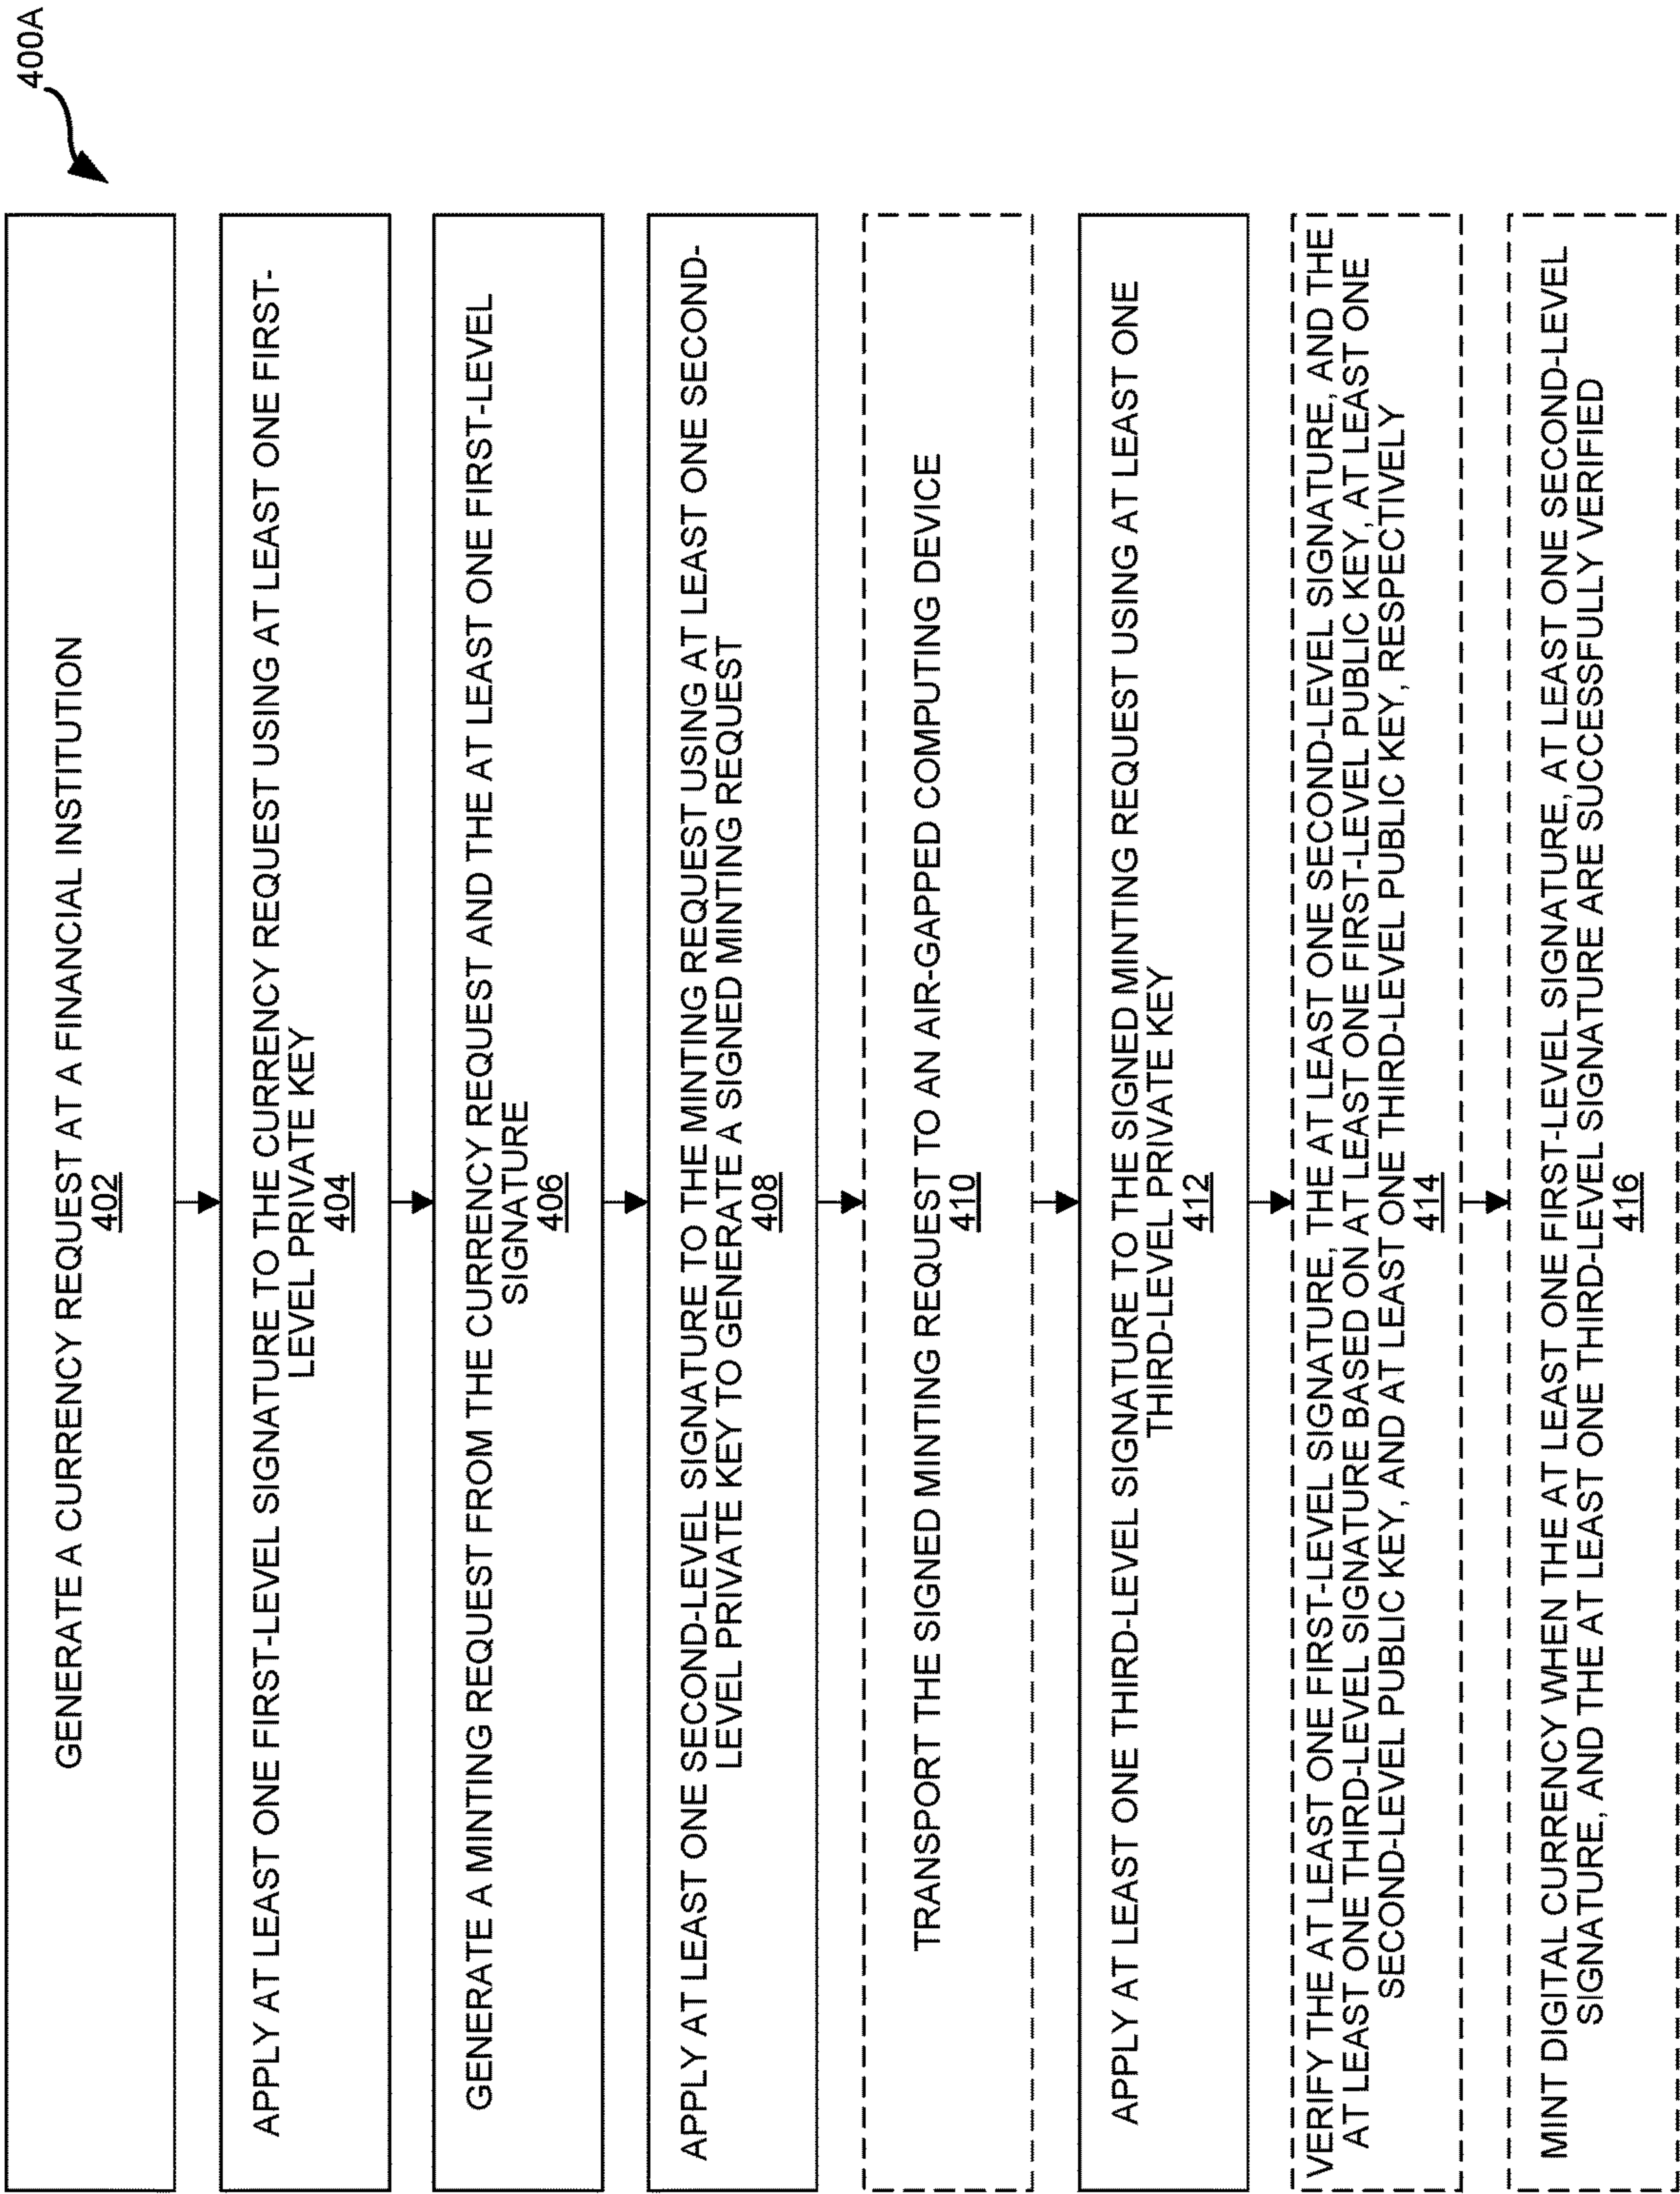 400A
GENERATE A CURRENCY REQUEST AT A FINANCIAL INSTITUTION
402
APPLY AT LEAST ONE FIRST-LEVEL SIGNATURE TO THE CURRENCY REQUEST USING AT LEAST ONE FIRST-
LEVEL PRIVATE KEY
404
GENERATE A MINTING REQUEST FROM THE CURRENCY REQUEST AND THE AT LEAST ONE FIRST-LEVEL
SIGNATURE
406
APPLY AT LEAST ONE SECOND-LEVEL SIGNATURE TO THE MINTING REQUEST USING AT LEAST ONE SECOND-
LEVEL PRIVATE KEY TO GENERATE A SIGNED MINTING REQUEST
408
TRANSPORT THE SIGNED MINTING REQUEST TO AN AIR-GAPPED COMPUTING DEVICE
410
APPLY AT LEAST ONE THIRD-LEVEL SIGNATURE TO THE SIGNED MINTING REQUEST USING AT LEAST ONE
THIRD-LEVEL PRIVATE KEY
412
VERIFY THE AT LEAST ONE FIRST-LEVEL SIGNATURE, THE AT LEAST ONE SECOND-LEVEL SIGNATURE, AND THE
AT LEAST ONE THIRD-LEVEL SIGNATURE BASED ON AT LEAST ONE FIRST-LEVEL PUBLIC KEY, AT LEAST ONE
SECOND-LEVEL PUBLIC KEY, AND AT LEAST ONE THIRD-LEVEL PUBLIC KEY, RESPECTIVELY
414
MINT DIGITAL CURRENCY WHEN THE AT LEAST ONE FIRST-LEVEL SIGNATURE, AT LEAST ONE SECOND-LEVEL
SIGNATURE, AND THE AT LEAST ONE THIRD-LEVEL SIGNATURE ARE SUCCESSFULLY VERIFIED
416